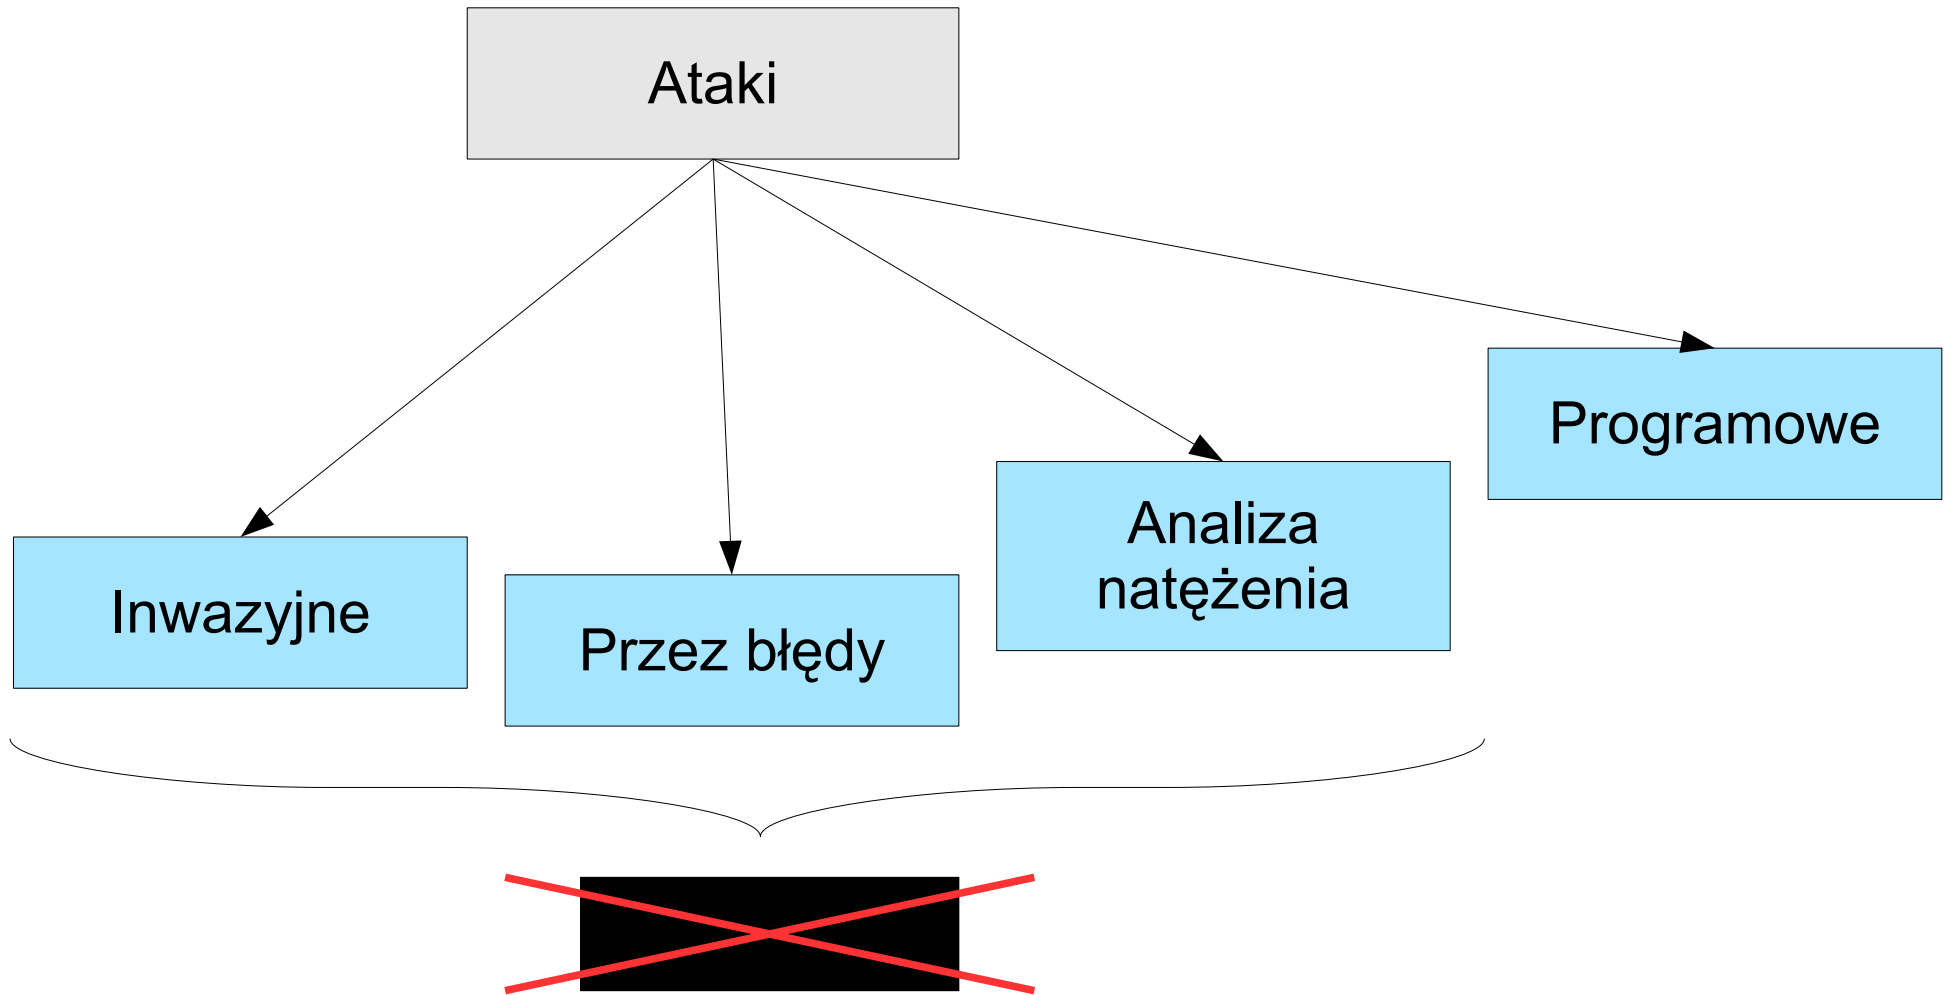 Ataki
Programowe
Analiza
natężenia
Inwazyjne
Przez błędy